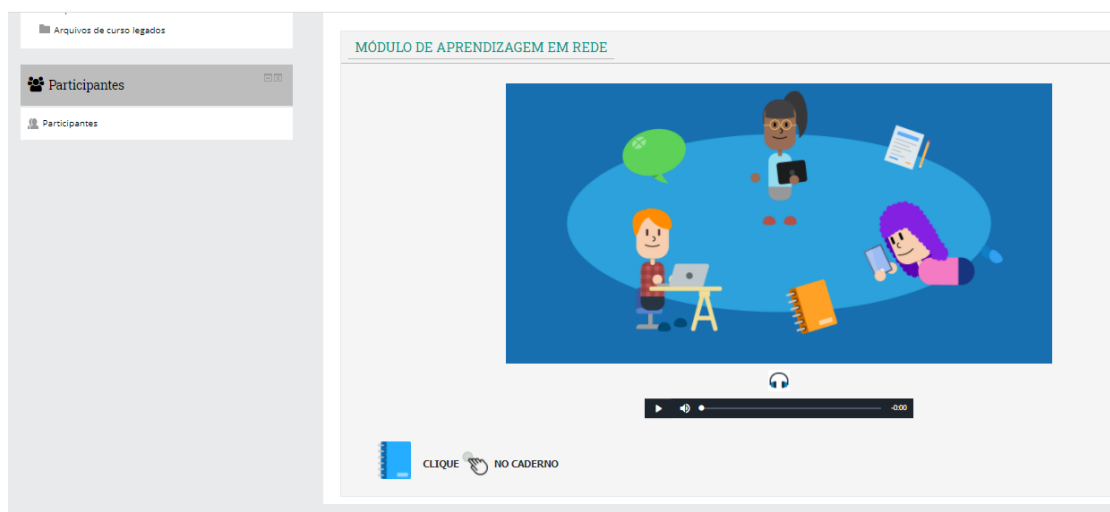 Arquivos de curso legados
Participantes
Participantes
MÓDULO DE APRENDIZAGEM EM REDE
-0:00
CLIQUE NO CADERNO